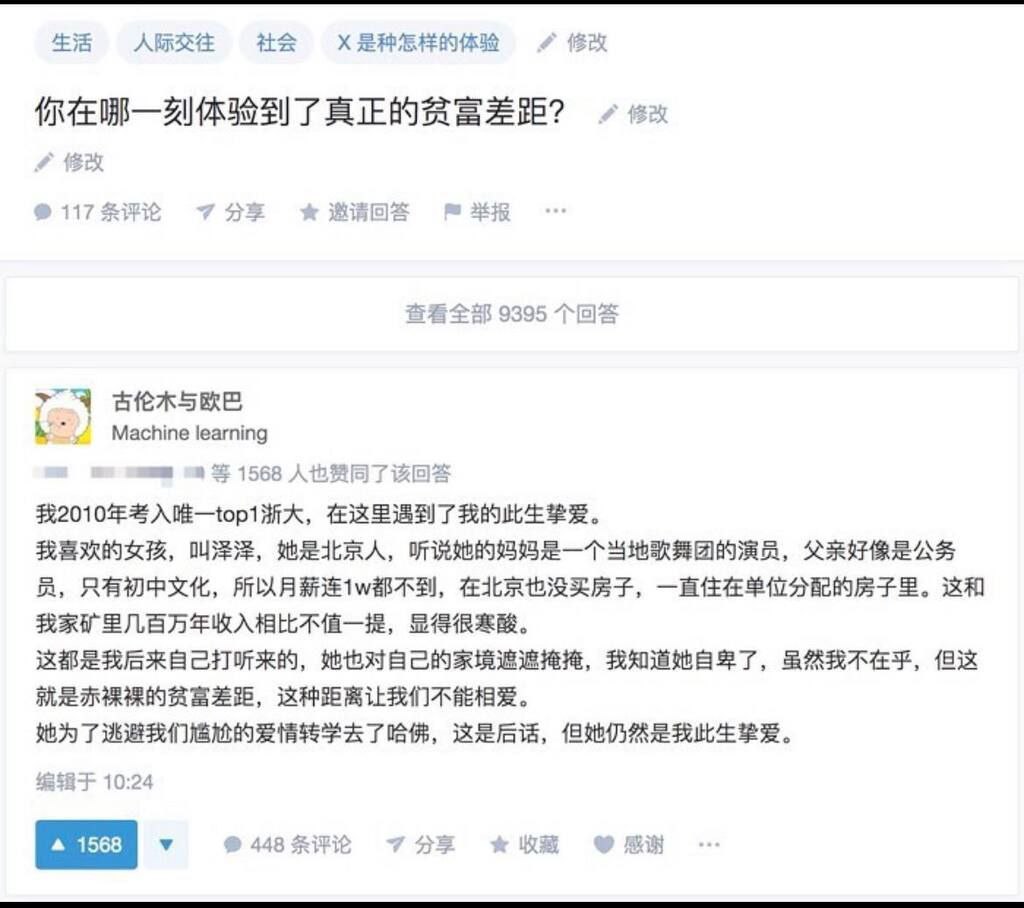 生活 人际交往 社会 X 是种怎样的体验 修改
你在哪一刻体验到了真正的贫富差距? 修改
修改
117 条评论 分享 邀请回答 举报 ...
查看全部 9395 个回答
古伦木与欧巴
Machine learning
等 1568 人也赞同了该回答
我2010年考入唯一top1浙大，在这里遇到了我的此生挚爱。
我喜欢的女孩，叫泽泽，她是北京人，听说她的妈妈是一个当地歌舞团的演员，父亲好像是公务
员，只有初中文化，所以月薪连1w都不到，在北京也没买房子，一直住在单位分配的房子里。这和
我家矿里几百万年收入相比不值一提，显得很寒酸。
这都是我后来自己打听来的，她也对自己的家境遮遮掩掩，我知道她自卑了，虽然我不在乎，但这
就是赤裸裸的贫富差距，这种距离让我们不能相爱。
她为了逃避我们尴尬的爱情转学去了哈佛，这是后话，但她仍然是我此生挚爱。
编辑于 10:24
1568 448 条评论 分享 收藏 感谢 ...